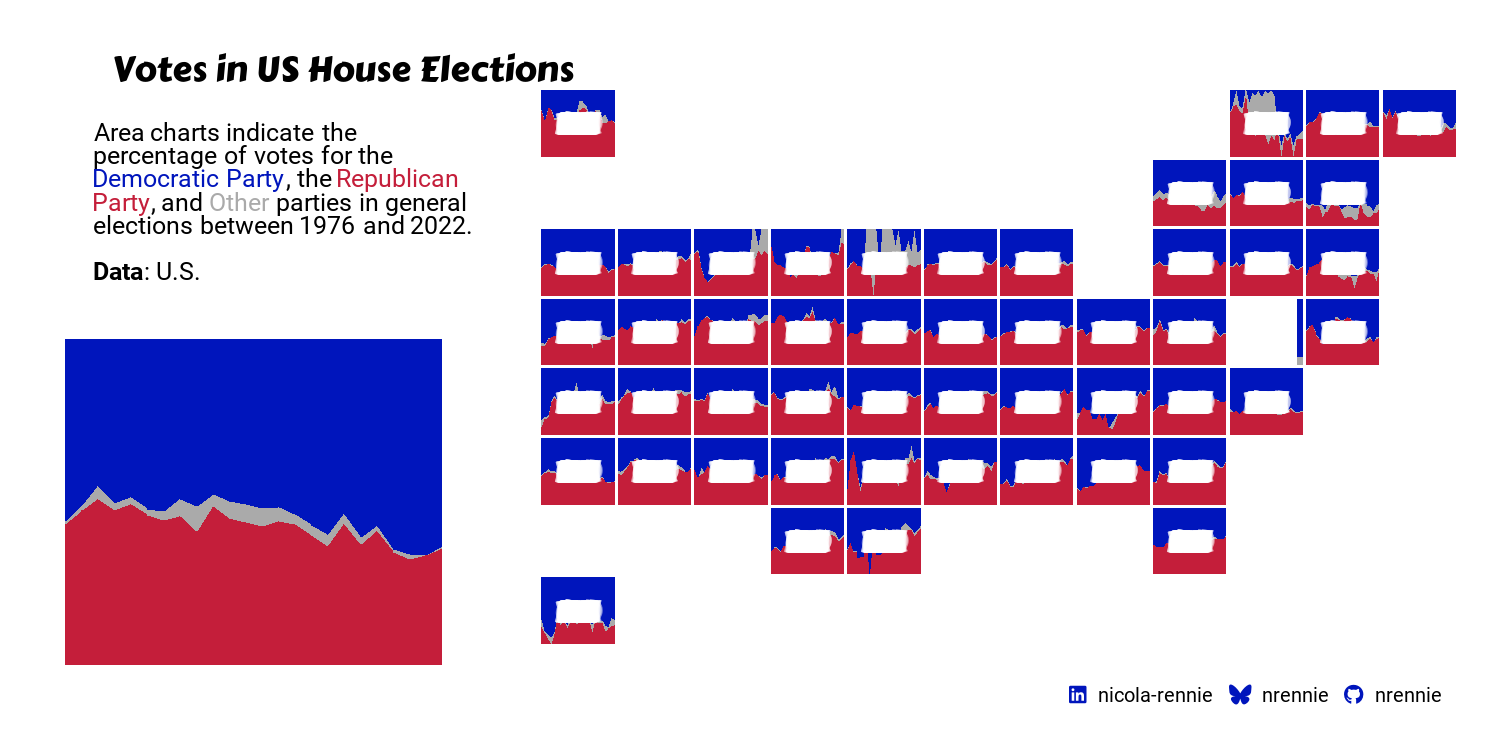 Votes in US House Elections
Area charts indicate the
percentage of votes for the
Democratic Party, the Republican
Party, and Other parties in general
elections between 1976 and 2022.
Data: U.S.
nicola-rennie nrennie nrennie